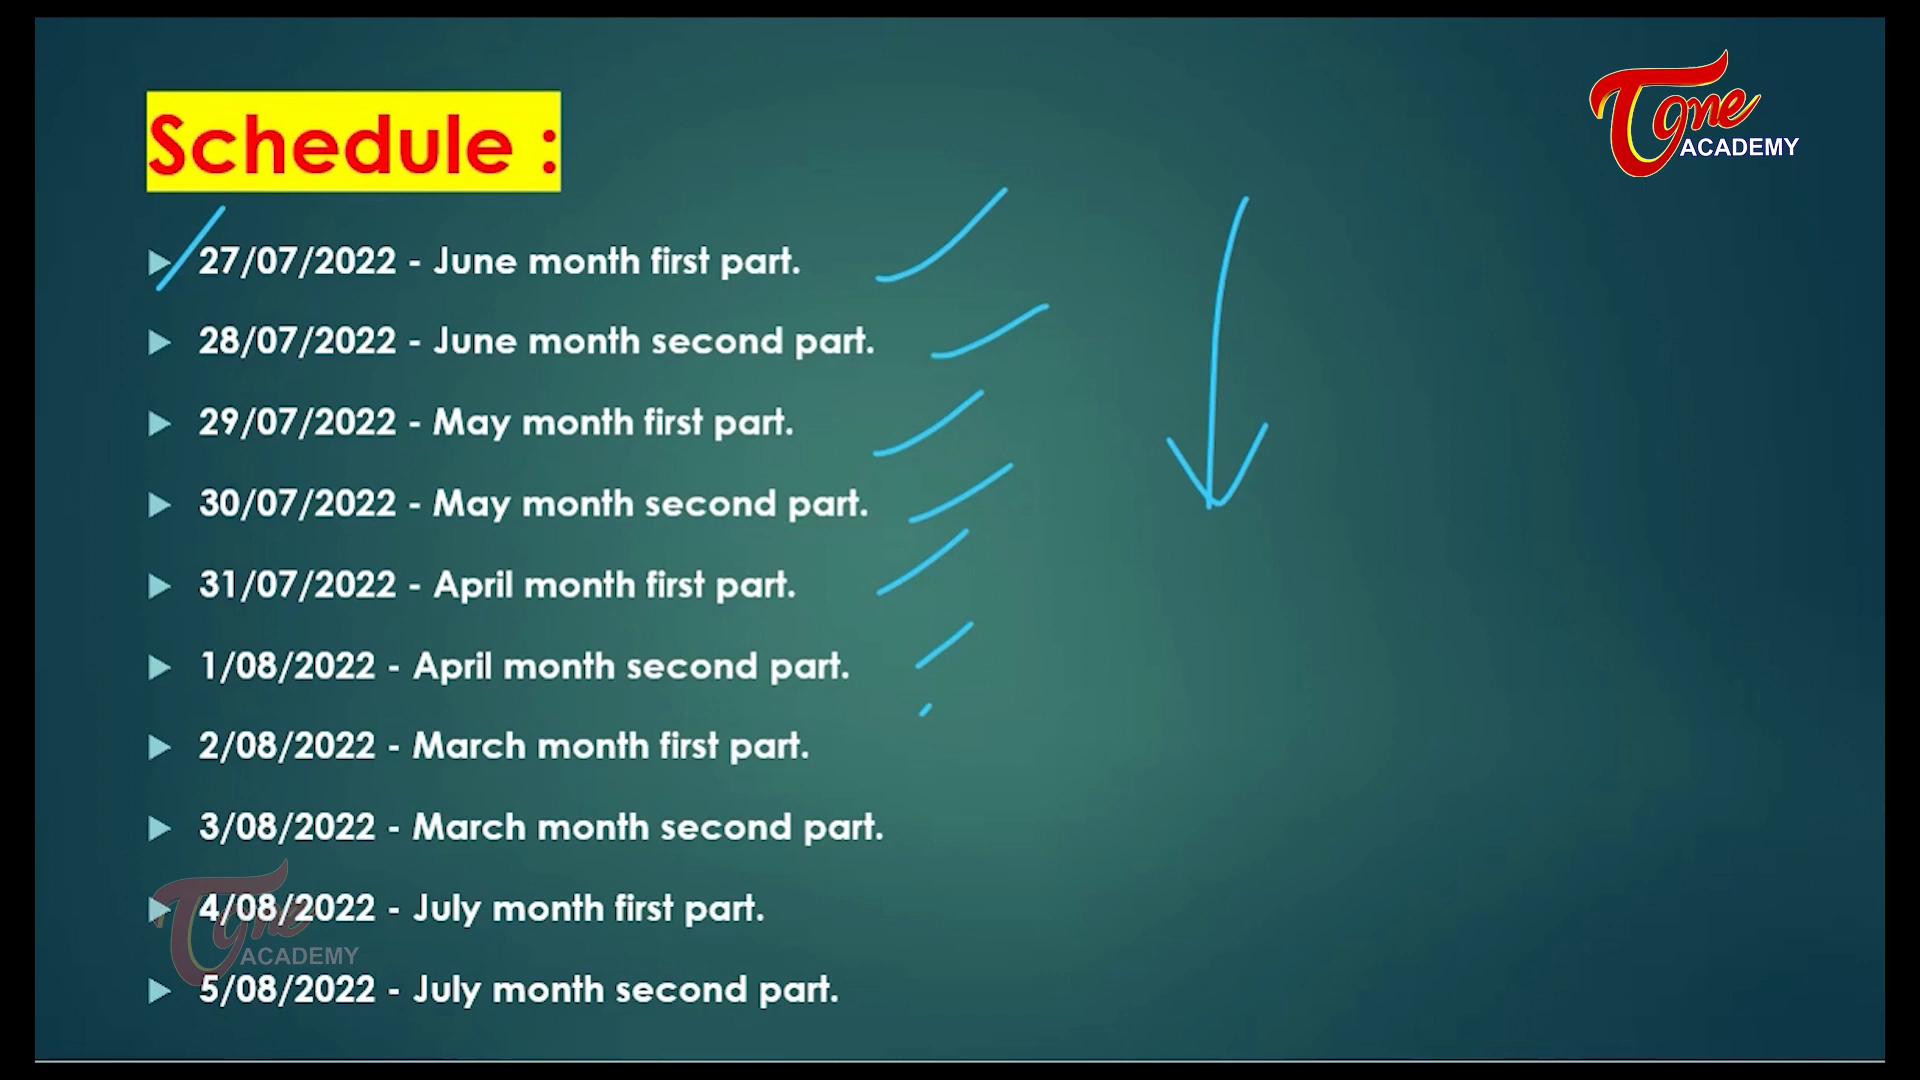 Tone
ACADEMY
Schedule :
27/07/2022 - June month first part.
28/07/2022 - June month second part.
29/07/2022 - May month first part.
30/07/2022 - May month second part.
31/07/2022 - April month first part.
1/08/2022 - April month second part.
2/08/2022 - March month first part.
3/08/2022 - March month second part.
4/08/2022 - July month first part.
Tone
ACADEMY
5/08/2022 - July month second part.